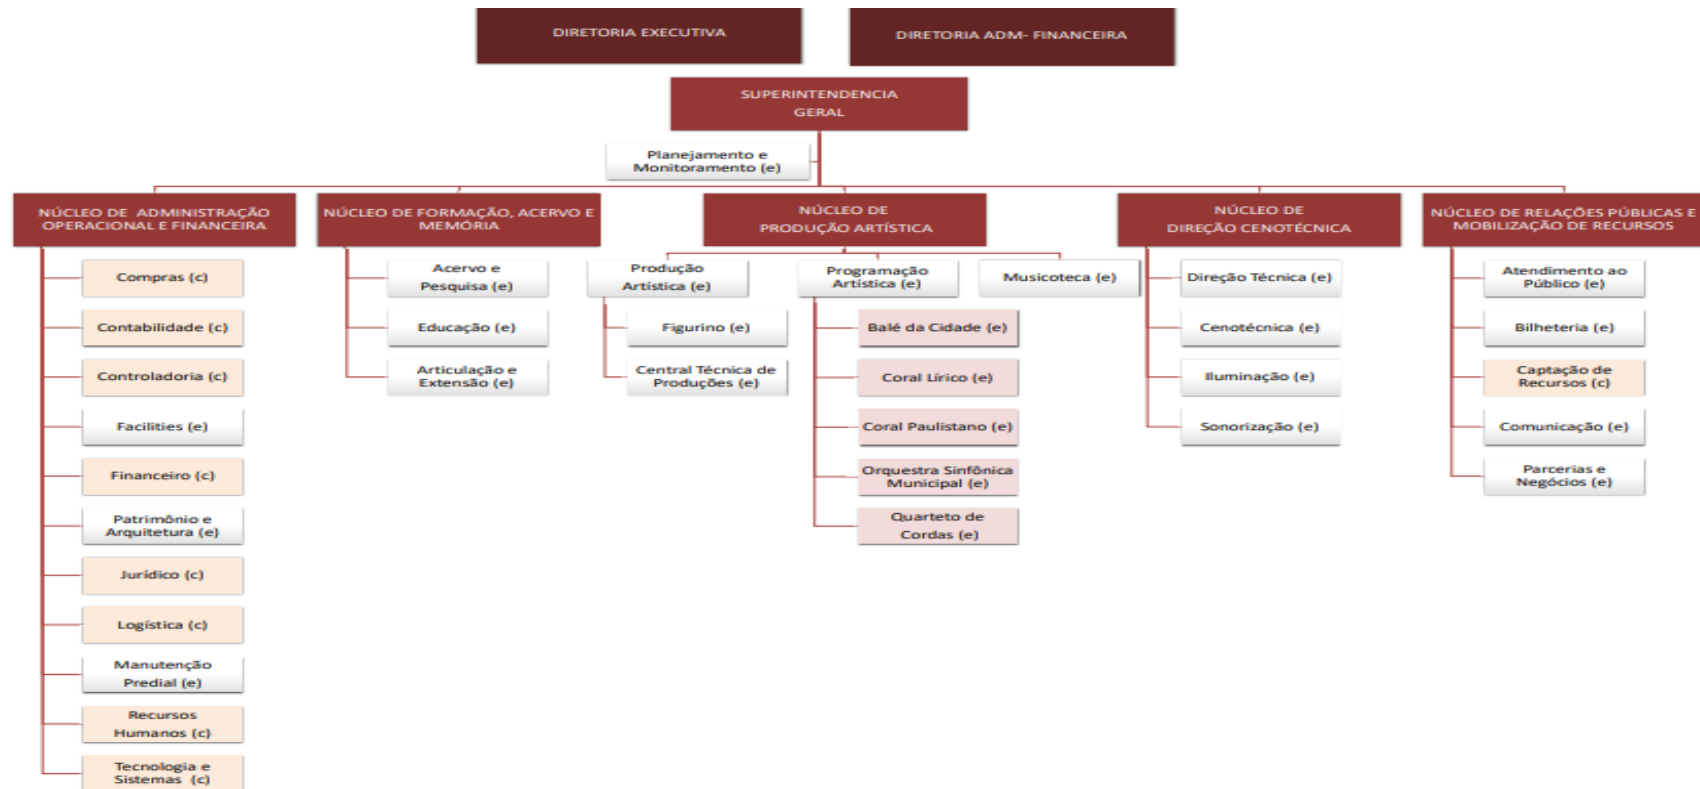 DIRETORIA EXECUTIVA
DIRETORIA ADM- FINANCEIRA
SUPERINTENDENCIA
GERAL
Planejamento e
Monitoramento (e)
NÚCLEO DE ADMINISTRAÇÃO
OPERACIONAL E FINANCEIRA
Compras (c)
Contabilidade (c)
Controladoria (c)
Facilities (e)
Financeiro (c)
Patrimônio e
Arquitetura (e)
Jurídico (c)
Logística (c)
Manutenção
Predial (e)
Recursos
Humanos (c)
Tecnologia e
Sistemas (c)
NÚCLEO DE FORMAÇÃO, ACERVO E
MEMÓRIA
Acervo e
Pesquisa (e)
Educação (e)
Articulação e
Extensão (e)
NÚCLEO DE
PRODUÇÃO ARTÍSTICA
Produção
Artística (e)
Figurino (e)
Central Técnica de
Produções (e)
Programação
Artística (e)
Balé da Cidade (e)
Coral Lírico (e)
Coral Paulistano (e)
Orquestra Sinfônica
Municipal (e)
Quarteto de
Cordas (e)
Musicoteca (e)
NÚCLEO DE
DIREÇÃO CENOTÉCNICA
Direção Técnica (e)
Cenotécnica (e)
Iluminação (e)
Sonorização (e)
NÚCLEO DE RELAÇÕES PÚBLICAS E
MOBILIZAÇÃO DE RECURSOS
Atendimento ao
Público (e)
Bilheteria (e)
Captação de
Recursos (c)
Comunicação (e)
Parcerias e
Negócios (e)